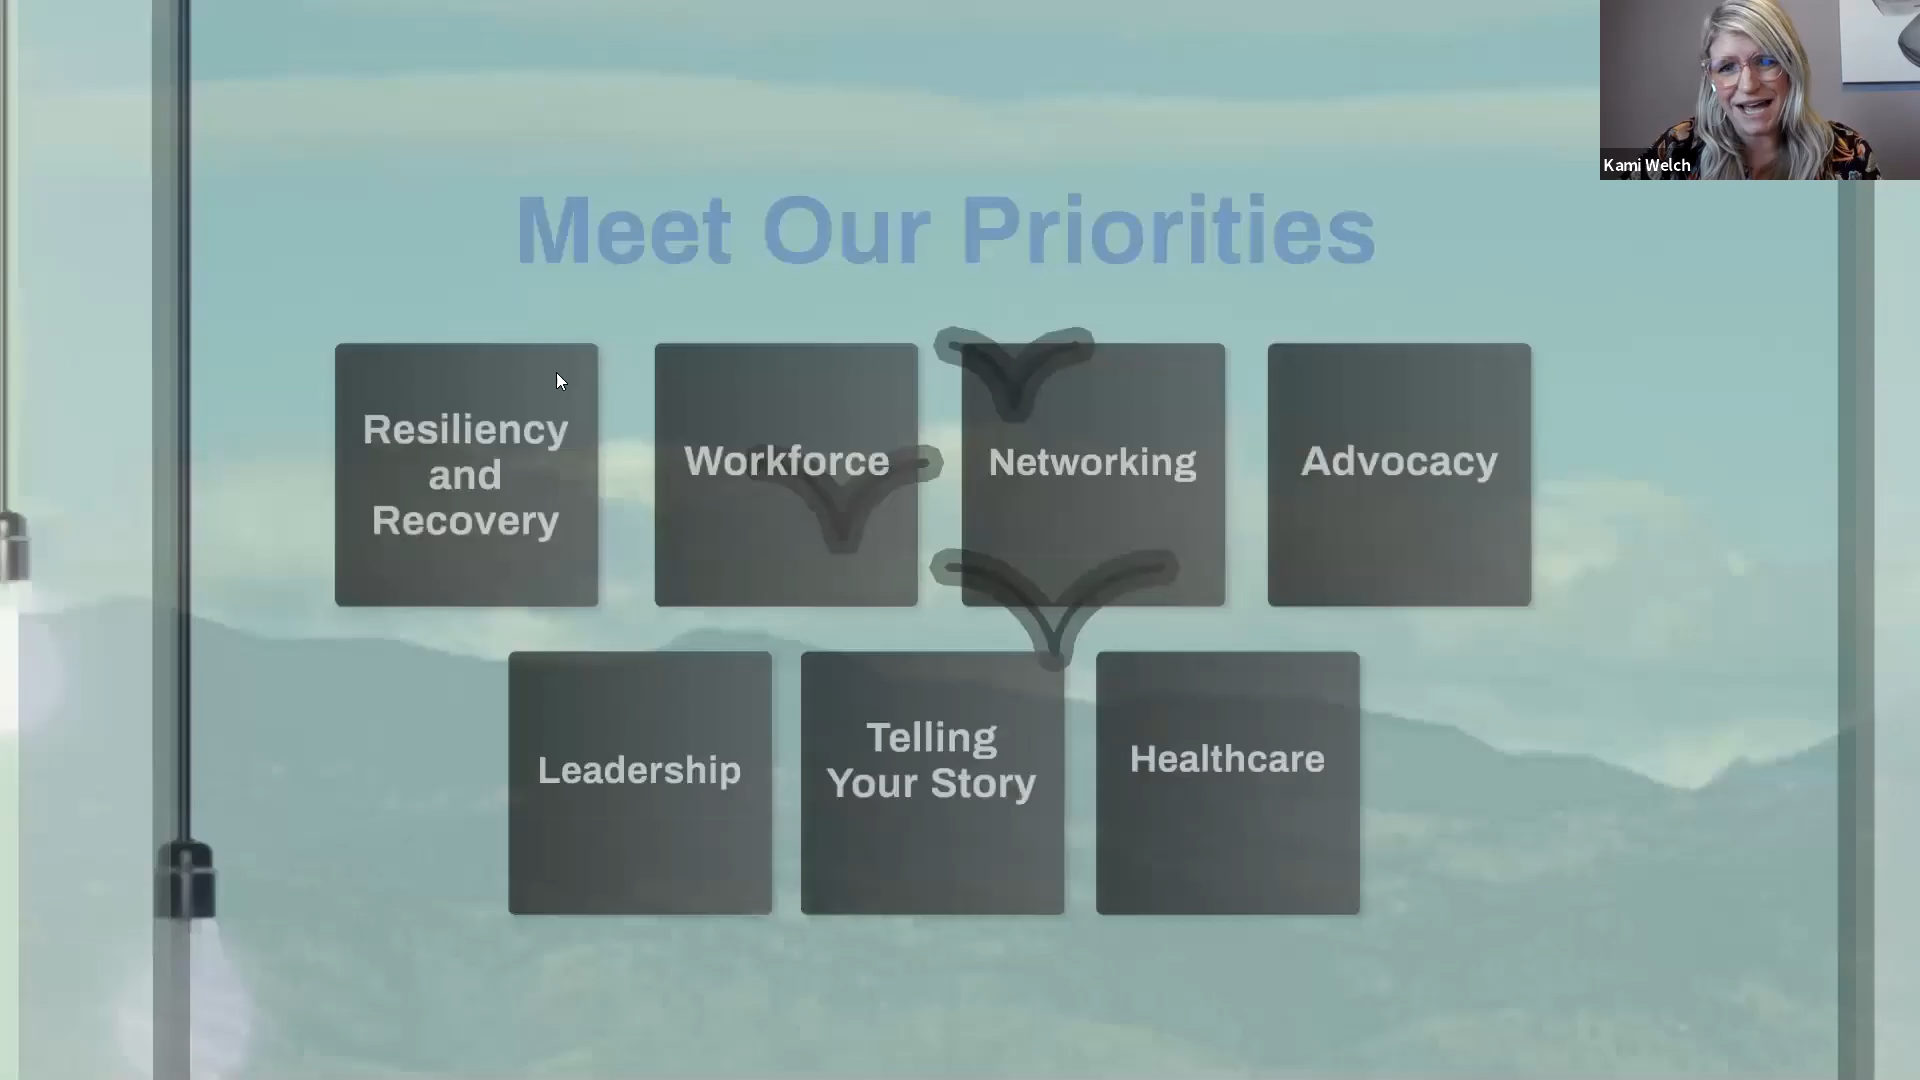 Kami Welch
Meet Our Priorities
Resiliency
and
Recovery
Workforce
Networking
Advocacy
Leadership
Telling
Your Story
Healthcare